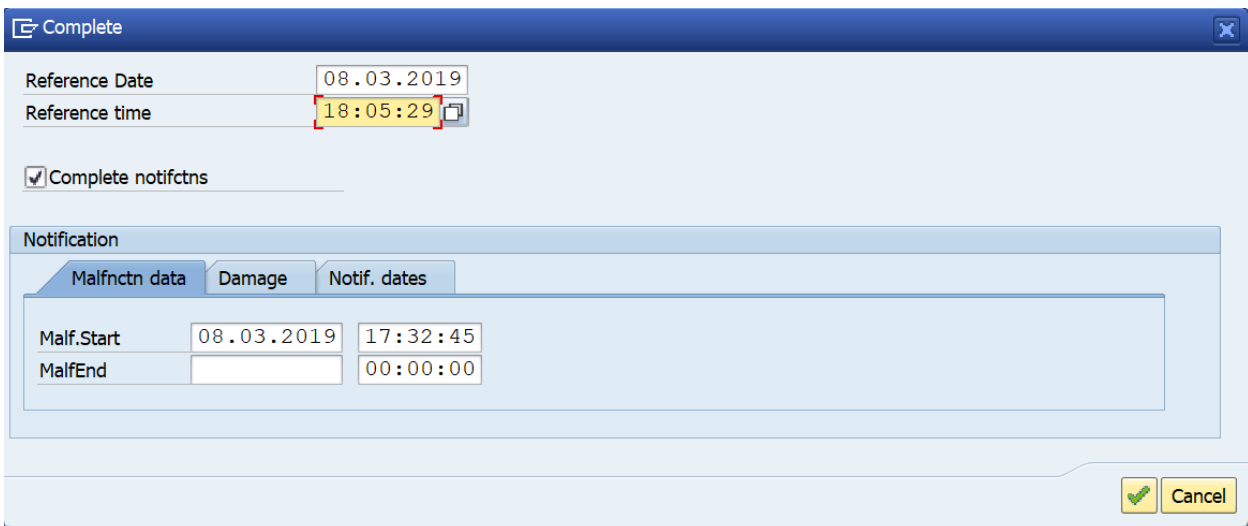 Complete
Reference Date 08.03.2019
Reference time 18:05:29
Complete notifctns
Notification
Malfnctn data Damage Notif. dates
Malf.Start 08.03.2019 17:32:45
MalfEnd 00:00:00
Cancel